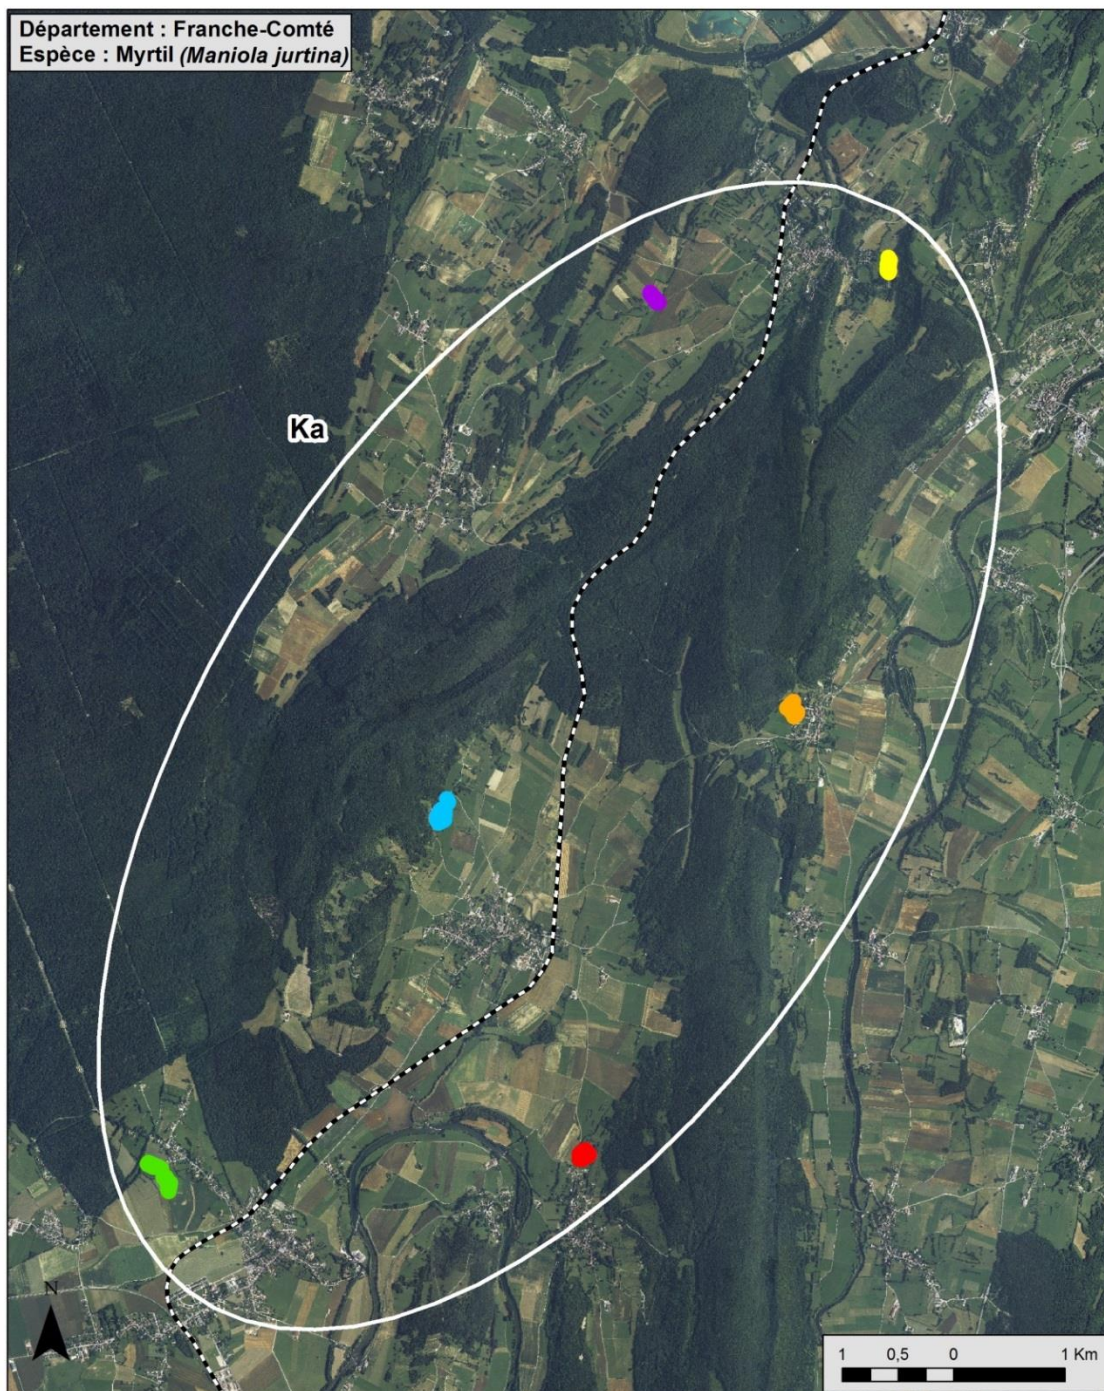 Département : Franche-Comté
Espèce : Myrtil (Maniola jurtina)
Ka
N
1 0,5 0 1 Km